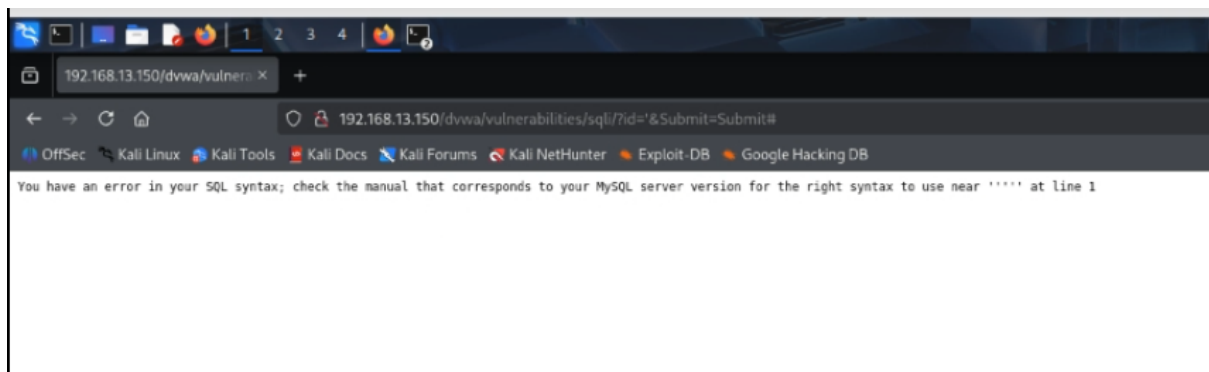 1 2 3 4 2
192.168.13.150/dvwa/vulnera
192.168.13.150/dvwa/vulnerabilities/sqli/?id='&Submit=Submit#
OffSec Kali Linux Kali Tools Kali Docs Kali Forums Kali NetHunter Exploit-DB Google Hacking DB
You have an error in your SQL syntax; check the manual that corresponds to your MySQL server version for the right syntax to use near ''''' at line 1